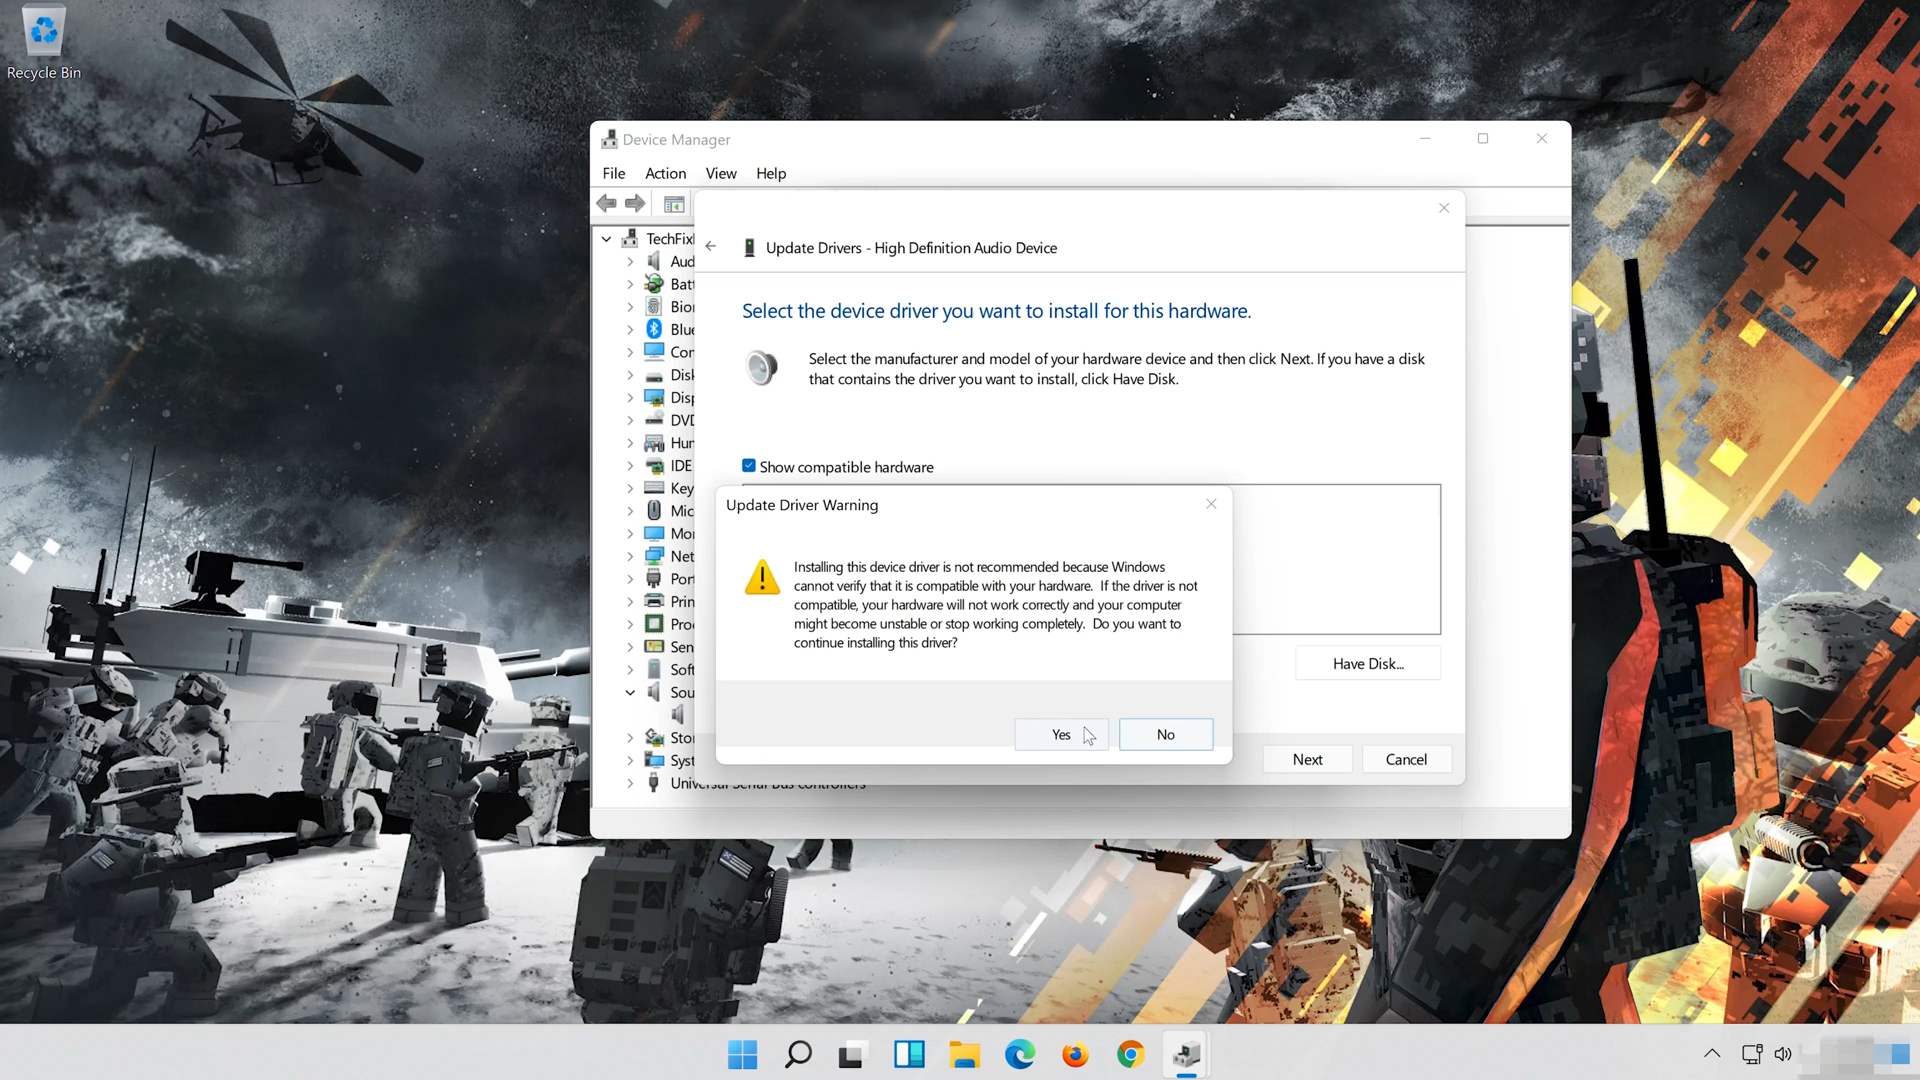 Recycle Bin
Device Manager
File Action View Help
Update Drivers - High Definition Audio Device
Select the device driver you want to install for this hardware.
Select the manufacturer and model of your hardware device and then click Next. If you have a disk
that contains the driver you want to install, click Have Disk.
Show compatible hardware
Update Driver Warning
Installing this device driver is not recommended because Windows
cannot verify that it is compatible with your hardware. If the driver is not
compatible, your hardware will not work correctly and your computer
might become unstable or stop working completely. Do you want to
continue installing this driver?
Have Disk...
Yes No
Next Cancel
TechFix
Aud
Batt
Bion
Blue
Con
Disk
Disp
DVD
Hun
IDE
Key
Mic
Mon
Net
Port
Prin
Proc
Sen
Soft
Sou
Stor
Syst
Universal Serial Bus controllers